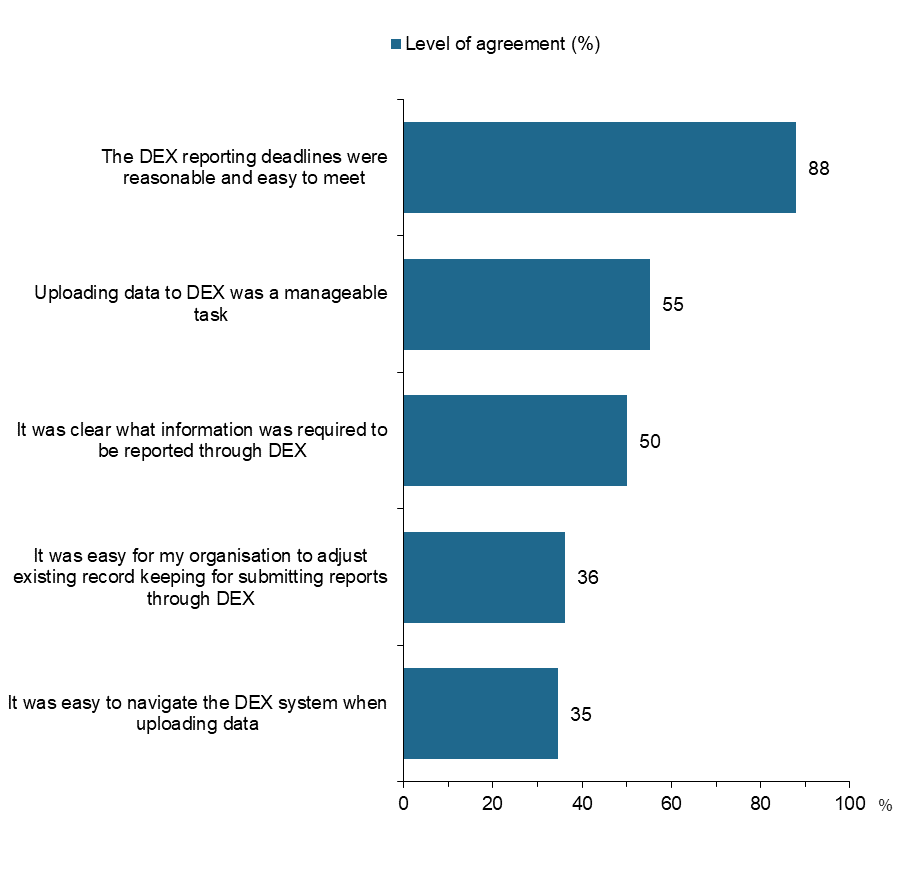 Level of agreement (%)
The DEX reporting deadlines were
reasonable and easy to meet
88
Uploading data to DEX was a manageable
task
55
It was clear what information was required to
be reported through DEX
50
It was easy for my organisation to adjust
existing record keeping for submitting reports
through DEX
36
It was easy to navigate the DEX system when
uploading data
35
0 20 40 60 80 100 %